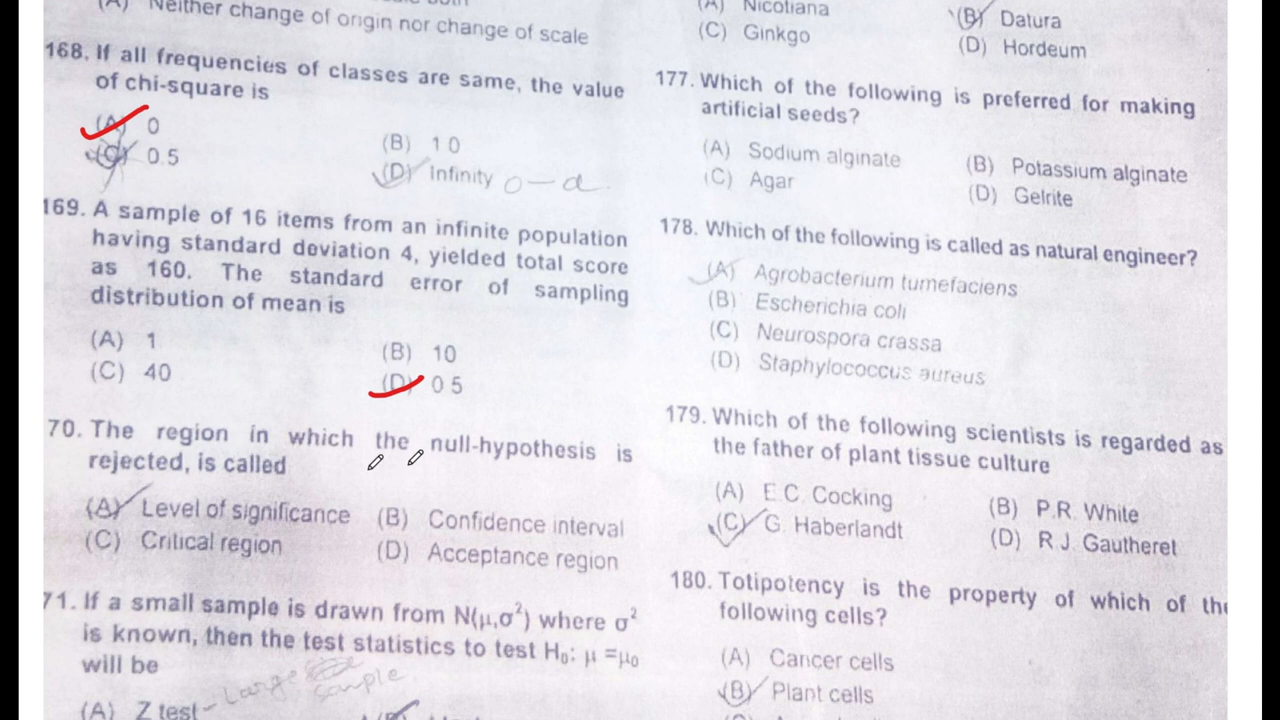 (A) Neither change of origin nor change of scale
168. If all frequencies of classes are same, the value
of chi-square is
(A) 0
(B) 1 0
(C) 0.5
(D) Infinity 0-α
169. A sample of 16 items from an infinite population
having standard deviation 4, yielded total score
as 160. The standard error of sampling
distribution of mean is
(A) 1
(B) 10
(C) 40
(D) 0 5
70. The region in which the null-hypothesis is
rejected, is called
(A) Level of significance (B) Confidence interval
(C) Critical region (D) Acceptance region
71. If a small sample is drawn from N(μ,σ²) where σ²
is known, then the test statistics to test H₀: μ =μ₀
will be
Large sample
(A) Z test
(A) Nicotiana
(B) Datura
(C) Ginkgo
(D) Hordeum
177. Which of the following is preferred for making
artificial seeds?
(A) Sodium alginate (B) Potassium alginate
(C) Agar (D) Gelrite
178. Which of the following is called as natural engineer?
(A) Agrobacterium tumefaciens
(B) Escherichia coli
(C) Neurospora crassa
(D) Staphylococcus aureus
179. Which of the following scientists is regarded as
the father of plant tissue culture
(A) E.C. Cocking (B) P.R. White
(C) G. Haberlandt (D) R.J. Gautheret
180. Totipotency is the property of which of the
following cells?
(A) Cancer cells
(B) Plant cells